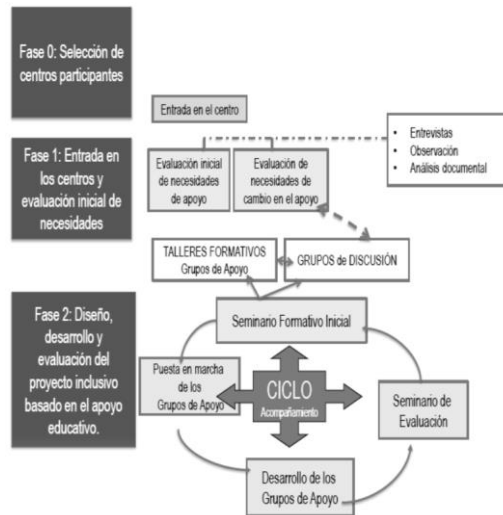 Fase 0: Selección de
centros participantes
Entrada en el centro
Fase 1: Entrada en
los centros y
evaluación inicial de
necesidades
Evaluación inicial
de necesidades
de apoyo
Evaluación de
necesidades de
cambio en el apoyo
• Entrevistas
• Observación
• Análisis documental
TALLERES FORMATIVOS
Grupos de Apoyo
GRUPOS de DISCUSIÓN
Fase 2: Diseño,
desarrollo y
evaluación del
proyecto inclusivo
basado en el apoyo
educativo.
Seminario Formativo Inicial
Puesta en marcha
de los
Grupos de Apoyo
CICLO
Acompañamiento
Seminario de
Evaluación
Desarrollo de los
Grupos de Apoyo